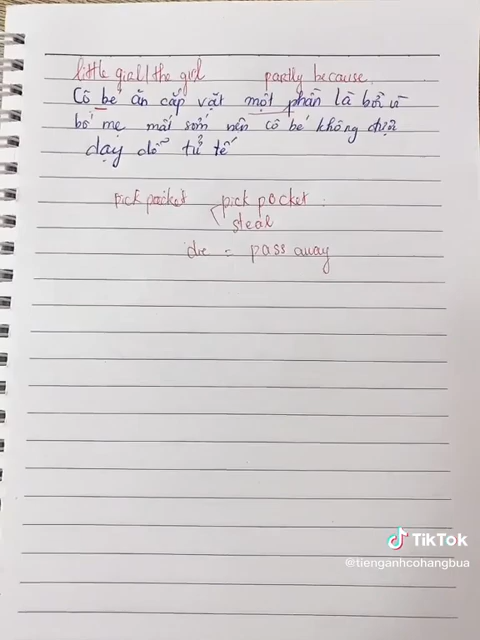 little girl/the girl partly because
Cô bé ăn cắp vặt một phần là bởi vì
bố mẹ mất sớm nên cô bé không được
dạy dỗ tử tế
pick pocket pick pocket
steal
die = pass away
TikTok
@tienganhcohangbua